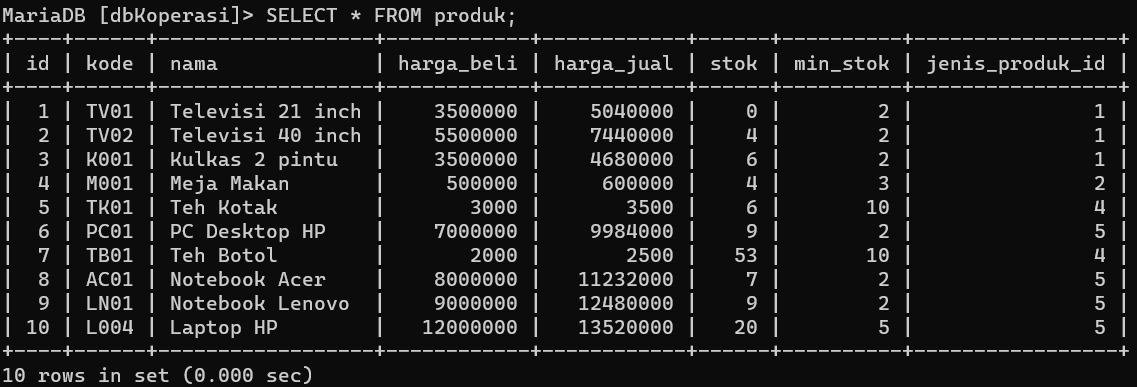 MariaDB [dbKoperasi]> SELECT * FROM produk;
+----+------+-------------------+------------+------------+------+----------+-----------------+
| id | kode | nama              | harga_beli | harga_jual | stok | min_stok | jenis_produk_id |
+----+------+-------------------+------------+------------+------+----------+-----------------+
|  1 | TV01 | Televisi 21 inch |    3500000 |    5040000 |    0 |        2 |               1 |
|  2 | TV02 | Televisi 40 inch |    5500000 |    7440000 |    4 |        2 |               1 |
|  3 | K001 | Kulkas 2 pintu   |    3500000 |    4680000 |    6 |        2 |               1 |
|  4 | M001 | Meja Makan       |     500000 |     600000 |    4 |        3 |               2 |
|  5 | TK01 | Teh Kotak        |       3000 |       3500 |    6 |       10 |               4 |
|  6 | PC01 | PC Desktop HP    |    7000000 |    9984000 |    9 |        2 |               5 |
|  7 | TB01 | Teh Botol        |       2000 |       2500 |   53 |       10 |               4 |
|  8 | AC01 | Notebook Acer    |    8000000 |   11232000 |    7 |        2 |               5 |
|  9 | LN01 | Notebook Lenovo  |    9000000 |   12480000 |    9 |        2 |               5 |
| 10 | L004 | Laptop HP        |   12000000 |   13520000 |   20 |        5 |               5 |
+----+------+-------------------+------------+------------+------+----------+-----------------+
10 rows in set (0.000 sec)